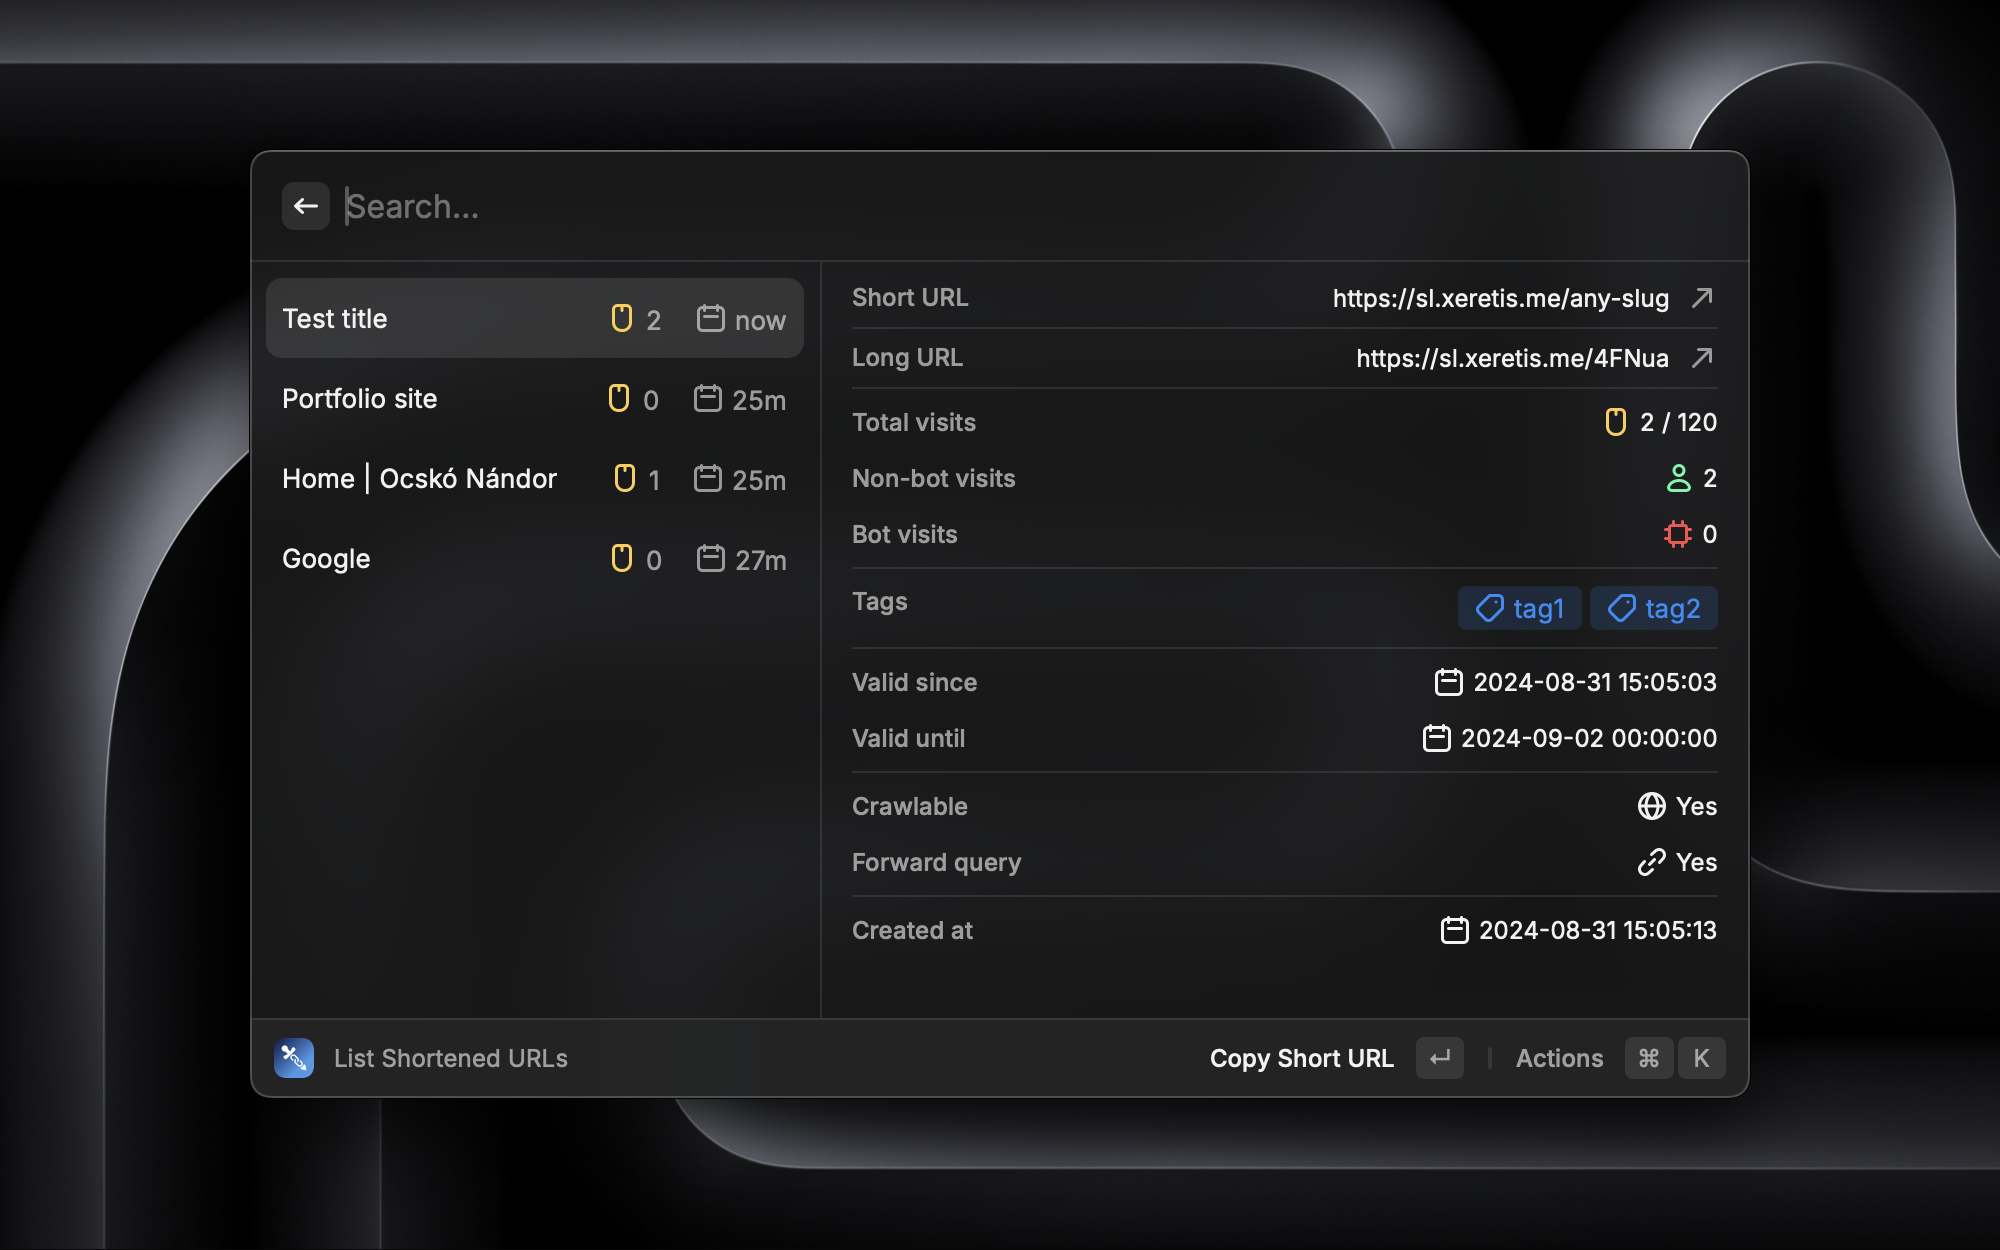 Search...
Test title 2 now
Portfolio site 0 25m
Home | Ocskó Nándor 1 25m
Google 0 27m
Short URL https://sl.xeretis.me/any-slug
Long URL https://sl.xeretis.me/4FNua
Total visits 2 / 120
Non-bot visits 2
Bot visits 0
Tags tag1 tag2
Valid since 2024-08-31 15:05:03
Valid until 2024-09-02 00:00:00
Crawlable Yes
Forward query Yes
Created at 2024-08-31 15:05:13
List Shortened URLs Copy Short URL ↵ Actions ⌘ K